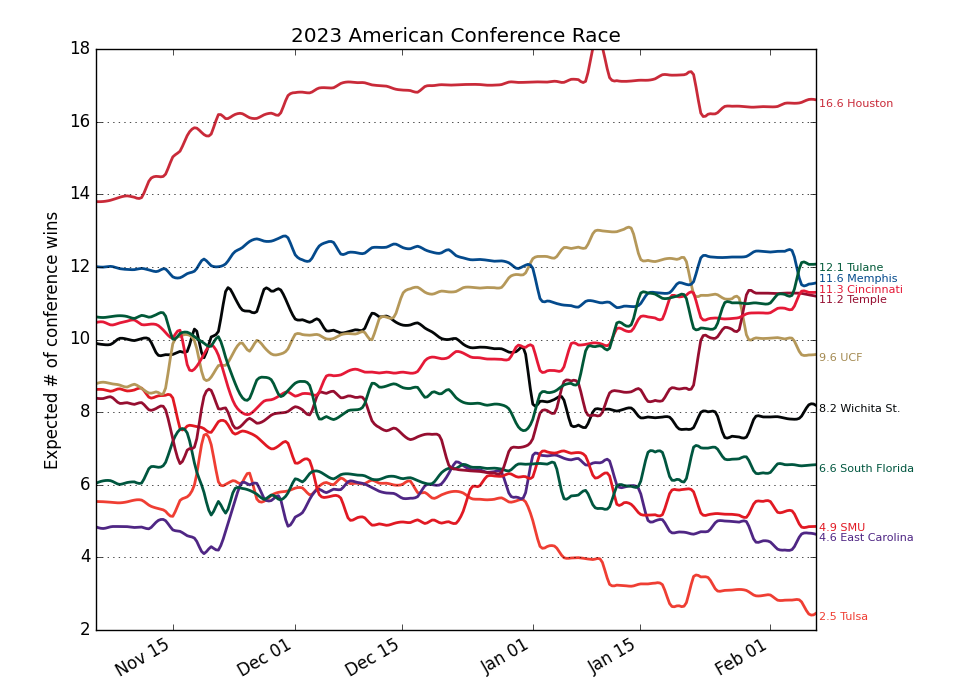 2023 American Conference Race
Expected # of conference wins
18
16
14
12
10
8
6
4
2
Nov 15
Dec 01
Dec 15
Jan 01
Jan 15
Feb 01
16.6 Houston
12.1 Tulane
11.6 Memphis
11.3 Cincinnati
11.2 Temple
9.6 UCF
8.2 Wichita St.
6.6 South Florida
4.9 SMU
4.6 East Carolina
2.5 Tulsa